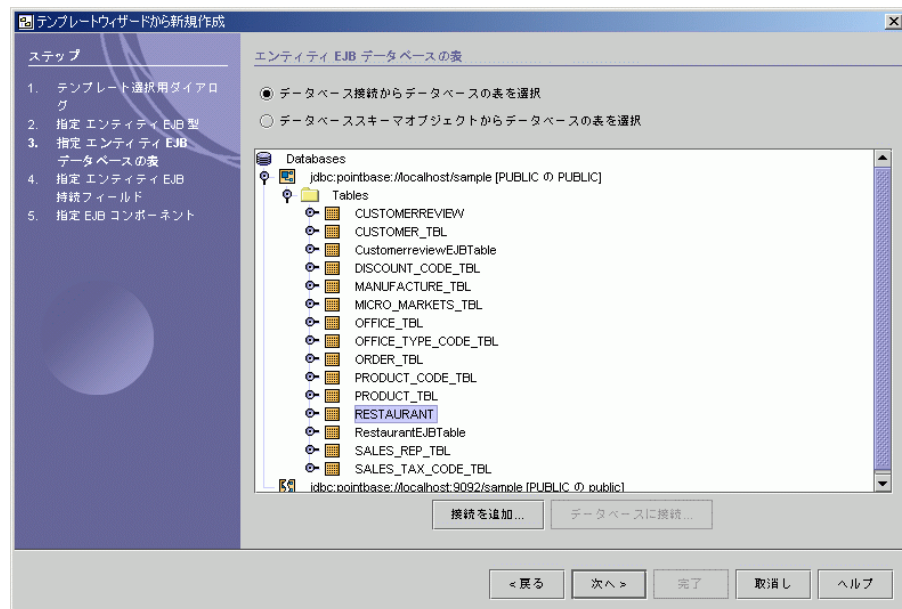 テンプレートウィザードから新規作成
ステップ
1. テンプレート選択用ダイアロ
グ
2. 指定 エンティティ EJB 型
3. 指定 エンティティ EJB
データベースの表
4. 指定 エンティティ EJB
持続フィールド
5. 指定 EJB コンポーネント
エンティティ EJB データベースの表
データベース接続からデータベースの表を選択
データベーススキーマオブジェクトからデータベースの表を選択
Databases
jdbc:pointbase://localhost/sample [PUBLIC の PUBLIC]
Tables
CUSTOMERREVIEW
CUSTOMER_TBL
CustomerreviewEJBTable
DISCOUNT_CODE_TBL
MANUFACTURE_TBL
MICRO_MARKETS_TBL
OFFICE_TBL
OFFICE_TYPE_CODE_TBL
ORDER_TBL
PRODUCT_CODE_TBL
PRODUCT_TBL
RESTAURANT
RestaurantEJBTable
SALES_REP_TBL
SALES_TAX_CODE_TBL
jdbc:pointbase://localhost:9092/sample [PUBLIC の public]
接続を追加... データベースに接続...
<戻る 次へ> 完了 取消し ヘルプ